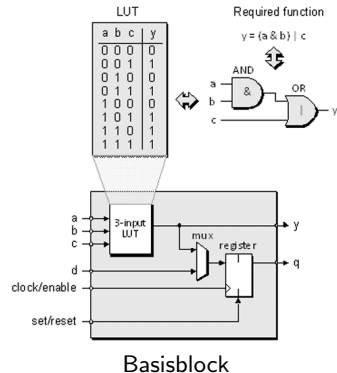 LUT
Required function
a b c y
0 0 0 0
0 0 1 1
0 1 0 0
0 1 1 1
1 0 0 0
1 0 1 1
1 1 0 1
1 1 1 1
y = (a & b) | c
AND
a
&
b
OR
|
y
c
a
b
c
3-input
LUT
y
mux
register
d
q
clock/enable
set/reset
Basisblock